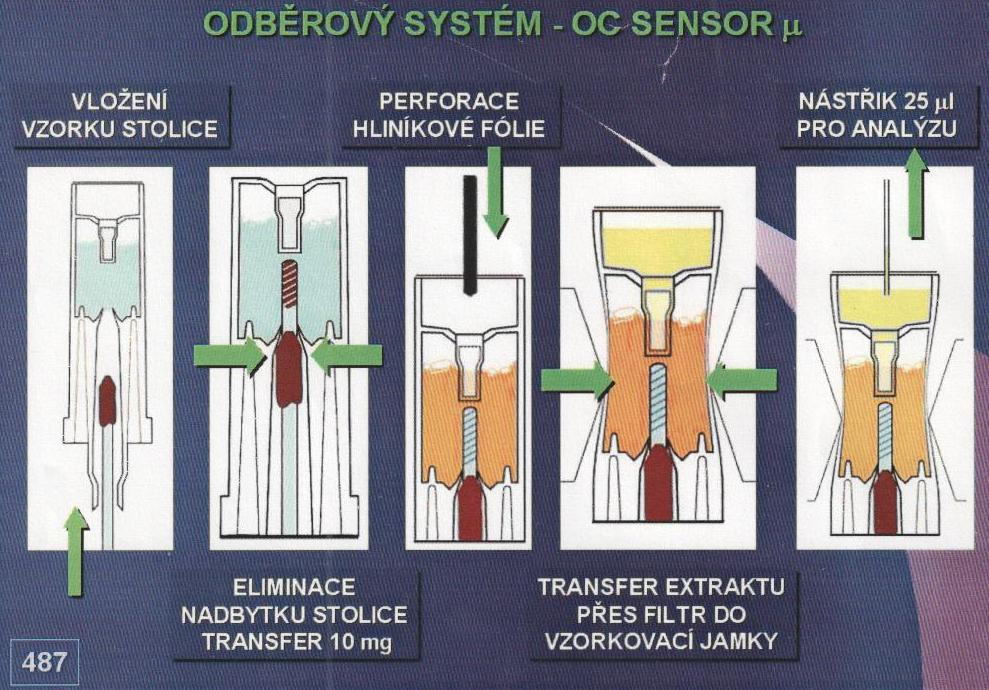 ODBĚROVÝ SYSTÉM - OC SENSOR μ
VLOŽENÍ
VZORKU STOLICE
PERFORACE
HLINÍKOVÉ FÓLIE
NÁSTŘIK 25 μl
PRO ANALÝZU
ELIMINACE
NADBYTKU STOLICE
TRANSFER 10 mg
TRANSFER EXTRAKTU
PŘES FILTR DO
VZORKOVACÍ JAMKY
487